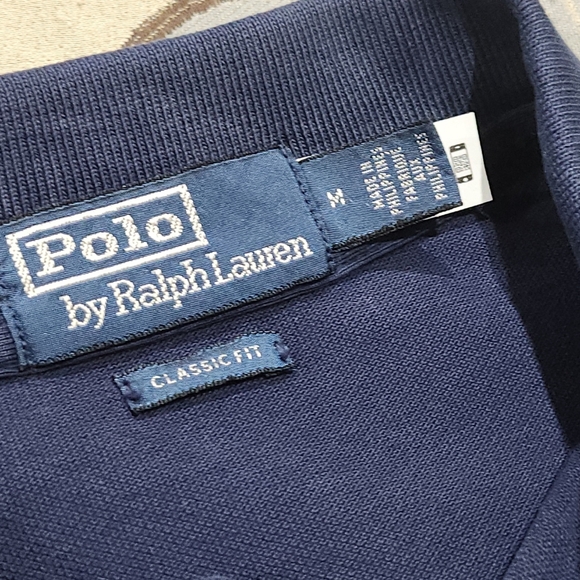 Polo
by Ralph Lauren
M
MADE IN
PHILIPPINES
FABRIQUE
AUX
PHILIPPINES
CLASSIC FIT